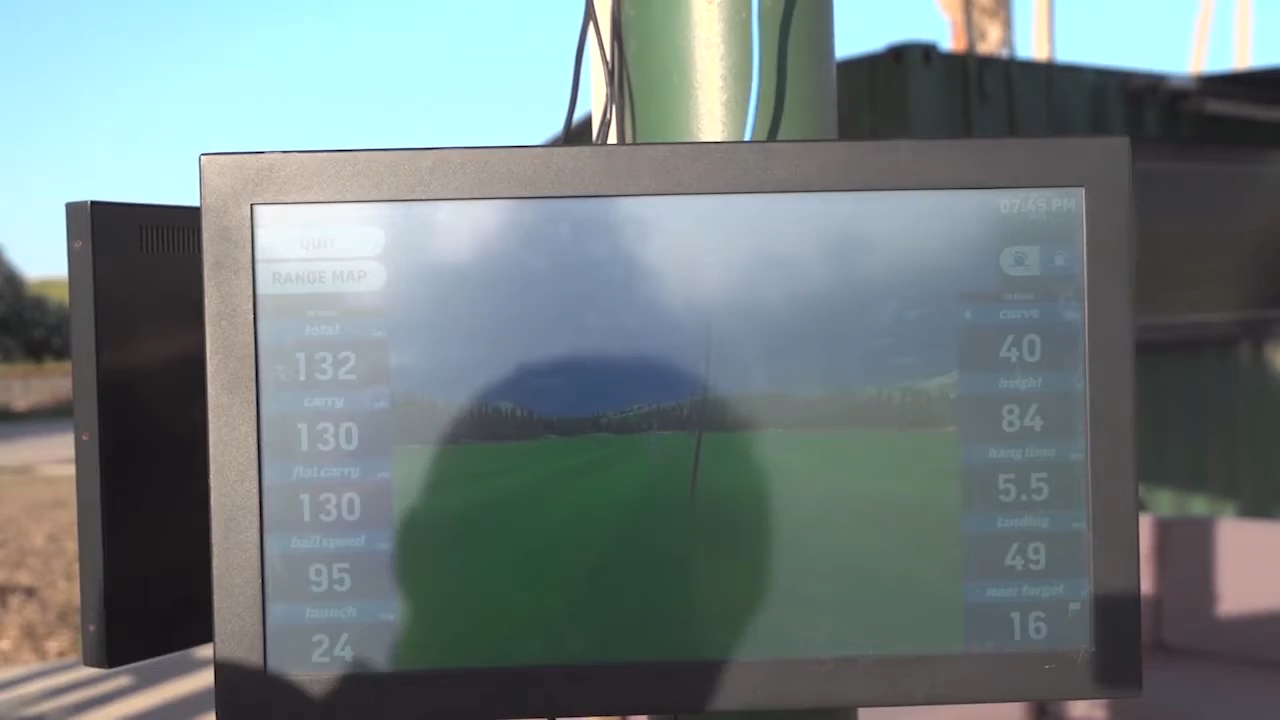 07:45 PM
QUIT
RANGE MAP
total
132
carry
130
flat carry
130
ball speed
95
launch
24
curve
40
height
84
hang time
5.5
landing
49
near target
16